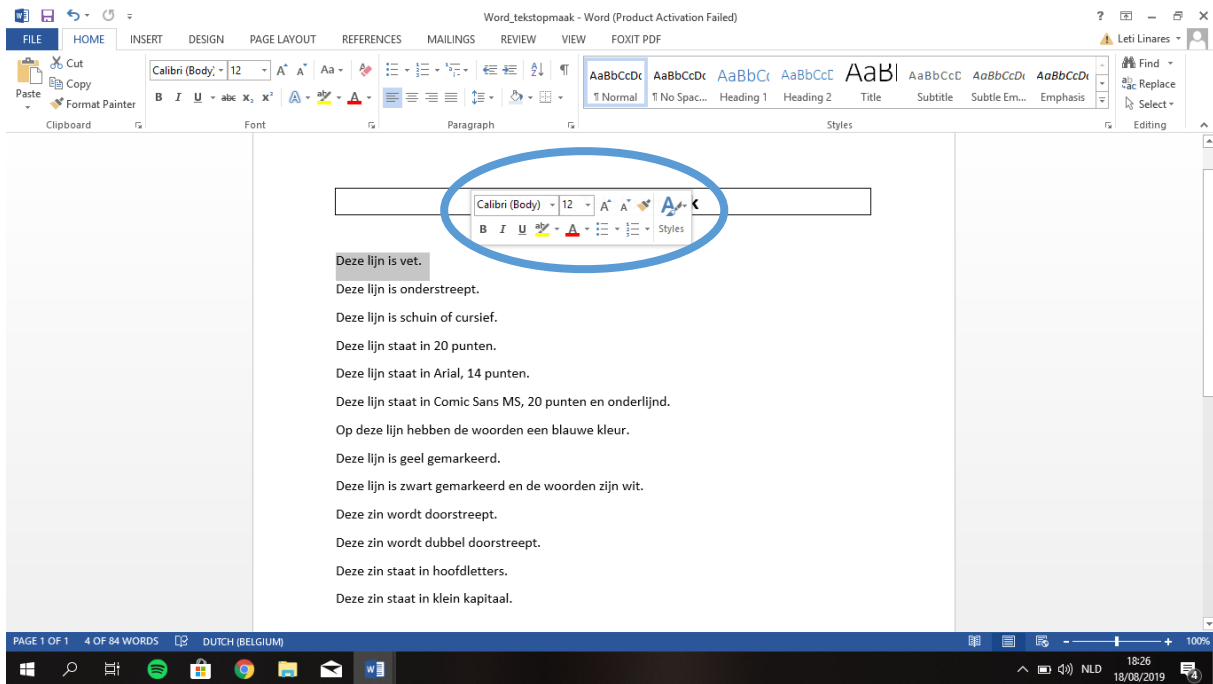 Word_tekstopmaak - Word (Product Activation Failed)
FILE HOME INSERT DESIGN PAGE LAYOUT REFERENCES MAILINGS REVIEW VIEW FOXIT PDF Leti Linares
Paste
Cut
Copy
Format Painter
Clipboard
Calibri (Body) 12
Font
Paragraph
AaBbCcDc AaBbCcDc AaBbCc AaBbCcD AaBl AaBbCcD AaBbCcDc AaBbCcDc
¶ Normal ¶ No Spac... Heading 1 Heading 2 Title Subtitle Subtle Em... Emphasis
Styles
Find
Replace
Select
Editing
Calibri (Body) 12
B I U Styles
Deze lijn is vet.
Deze lijn is onderstreept.
Deze lijn is schuin of cursief.
Deze lijn staat in 20 punten.
Deze lijn staat in Arial, 14 punten.
Deze lijn staat in Comic Sans MS, 20 punten en onderlijnd.
Op deze lijn hebben de woorden een blauwe kleur.
Deze lijn is geel gemarkeerd.
Deze lijn is zwart gemarkeerd en de woorden zijn wit.
Deze zin wordt doorstreept.
Deze zin wordt dubbel doorstreept.
Deze zin staat in hoofdletters.
Deze zin staat in klein kapitaal.
PAGE 1 OF 1 4 OF 84 WORDS DUTCH (BELGIUM) 100%
NLD
18:26
18/08/2019
4